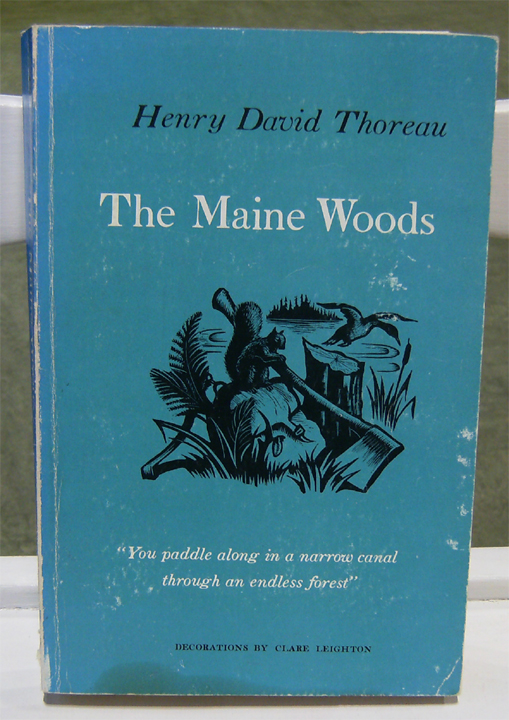 Henry David Thoreau
The Maine Woods
“You paddle along in a narrow canal
through an endless forest”
DECORATIONS BY CLARE LEIGHTON